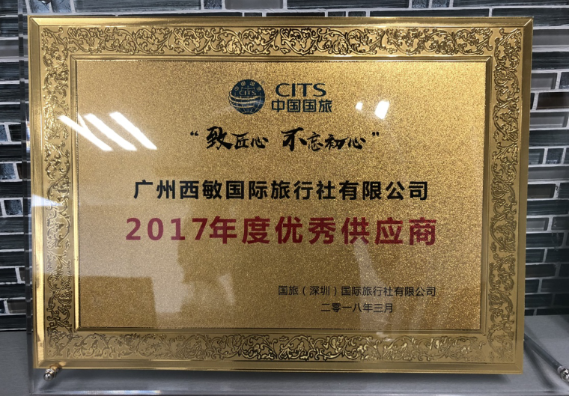 CITS
中国国旅
“致匠心 不忘初心”
广州西敏国际旅行社有限公司
2017年度优秀供应商
国旅（深圳）国际旅行社有限公司
二零一八年三月